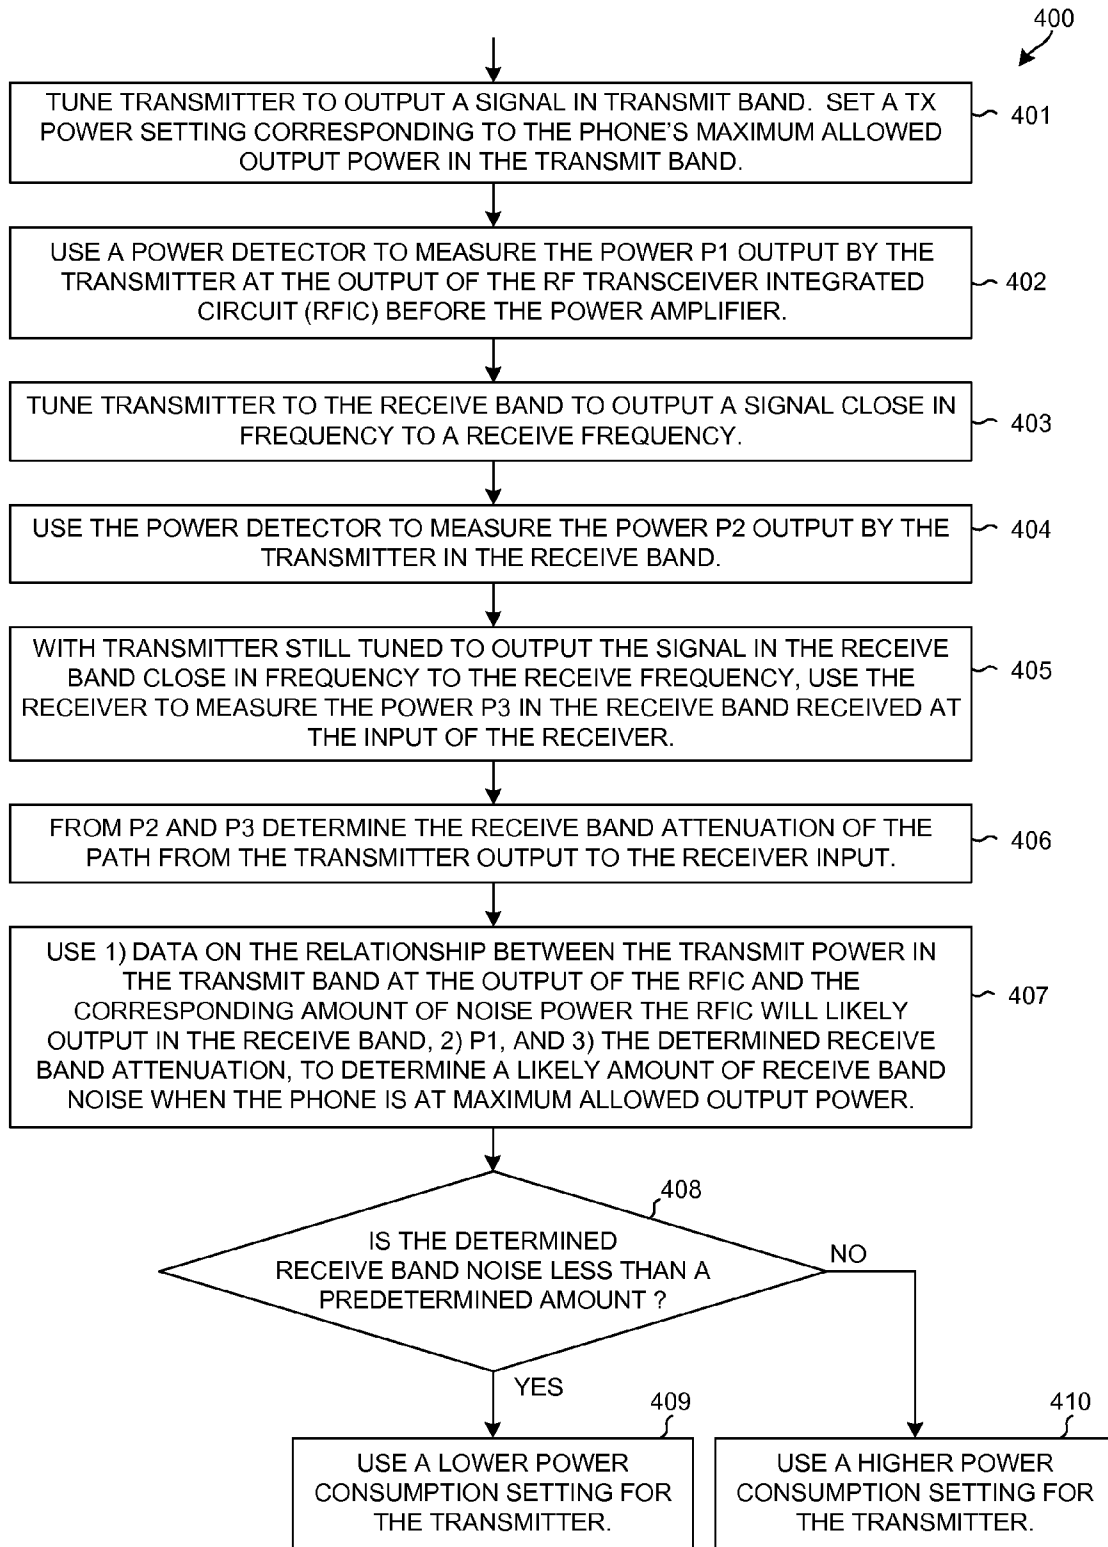 400
TUNE TRANSMITTER TO OUTPUT A SIGNAL IN TRANSMIT BAND. SET A TX
POWER SETTING CORRESPONDING TO THE PHONE'S MAXIMUM ALLOWED
OUTPUT POWER IN THE TRANSMIT BAND.
401
USE A POWER DETECTOR TO MEASURE THE POWER P1 OUTPUT BY THE
TRANSMITTER AT THE OUTPUT OF THE RF TRANSCEIVER INTEGRATED
CIRCUIT (RFIC) BEFORE THE POWER AMPLIFIER.
402
TUNE TRANSMITTER TO THE RECEIVE BAND TO OUTPUT A SIGNAL CLOSE IN
FREQUENCY TO A RECEIVE FREQUENCY.
403
USE THE POWER DETECTOR TO MEASURE THE POWER P2 OUTPUT BY THE
TRANSMITTER IN THE RECEIVE BAND.
404
WITH TRANSMITTER STILL TUNED TO OUTPUT THE SIGNAL IN THE RECEIVE
BAND CLOSE IN FREQUENCY TO THE RECEIVE FREQUENCY, USE THE
RECEIVER TO MEASURE THE POWER P3 IN THE RECEIVE BAND RECEIVED AT
THE INPUT OF THE RECEIVER.
405
FROM P2 AND P3 DETERMINE THE RECEIVE BAND ATTENUATION OF THE
PATH FROM THE TRANSMITTER OUTPUT TO THE RECEIVER INPUT.
406
USE 1) DATA ON THE RELATIONSHIP BETWEEN THE TRANSMIT POWER IN
THE TRANSMIT BAND AT THE OUTPUT OF THE RFIC AND THE
CORRESPONDING AMOUNT OF NOISE POWER THE RFIC WILL LIKELY
OUTPUT IN THE RECEIVE BAND, 2) P1, AND 3) THE DETERMINED RECEIVE
BAND ATTENUATION, TO DETERMINE A LIKELY AMOUNT OF RECEIVE BAND
NOISE WHEN THE PHONE IS AT MAXIMUM ALLOWED OUTPUT POWER.
407
408
IS THE DETERMINED
RECEIVE BAND NOISE LESS THAN A
PREDETERMINED AMOUNT ?
NO
YES
409
USE A LOWER POWER
CONSUMPTION SETTING FOR
THE TRANSMITTER.
410
USE A HIGHER POWER
CONSUMPTION SETTING FOR
THE TRANSMITTER.